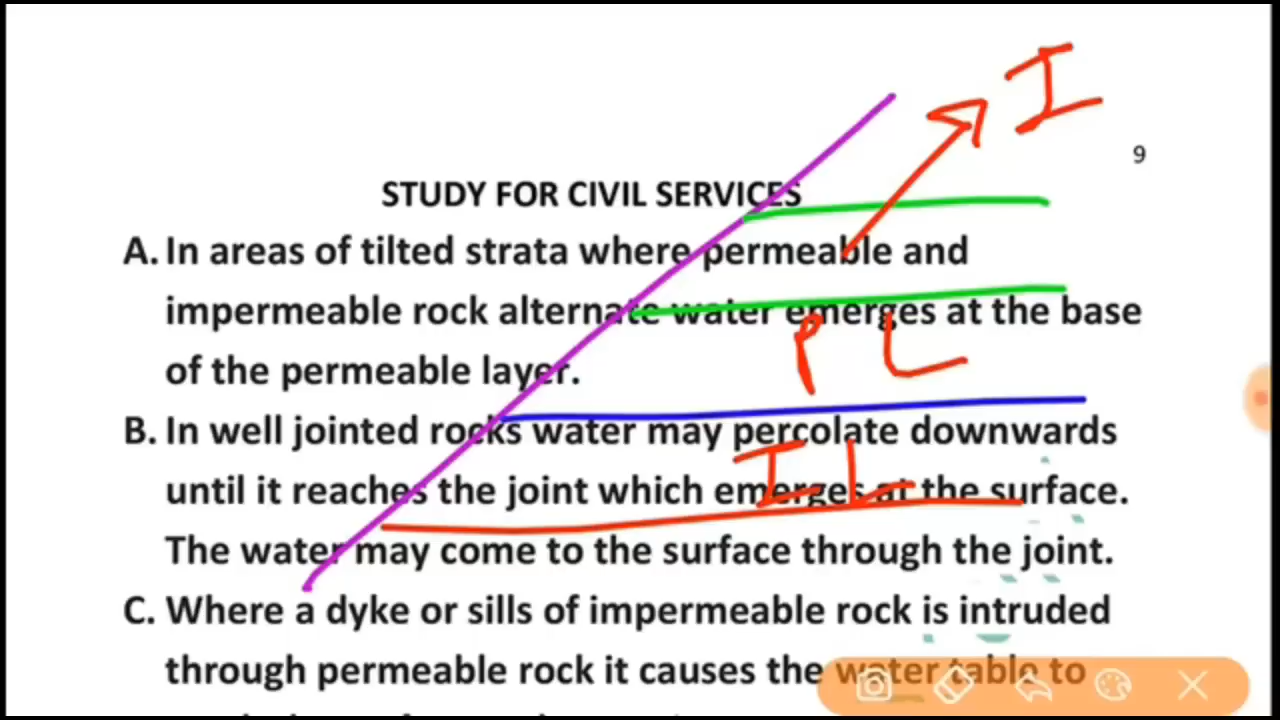 I
9
STUDY FOR CIVIL SERVICES
A. In areas of tilted strata where permeable and
impermeable rock alternate water emerges at the base
P L
of the permeable layer.
B. In well jointed rocks water may percolate downwards
I L
until it reaches the joint which emerges at the surface.
The water may come to the surface through the joint.
C. Where a dyke or sills of impermeable rock is intruded
through permeable rock it causes the water table to